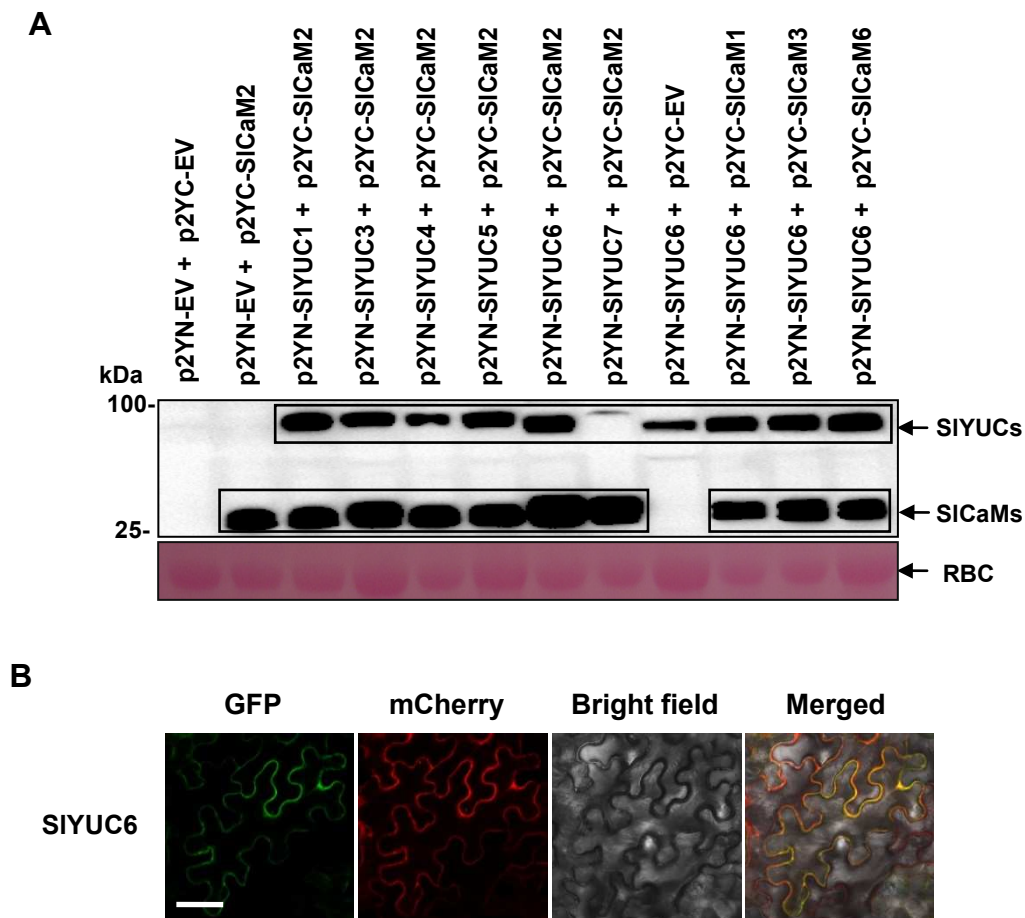 A
p2YN-EV + p2YC-EV
p2YN-EV + p2YC-SlCaM2
p2YN-SlYUC1 + p2YC-SlCaM2
p2YN-SlYUC3 + p2YC-SlCaM2
p2YN-SlYUC4 + p2YC-SlCaM2
p2YN-SlYUC5 + p2YC-SlCaM2
p2YN-SlYUC6 + p2YC-SlCaM2
p2YN-SlYUC7 + p2YC-SlCaM2
p2YN-SlYUC6 + p2YC-EV
p2YN-SlYUC6 + p2YC-SlCaM1
p2YN-SlYUC6 + p2YC-SlCaM3
p2YN-SlYUC6 + p2YC-SlCaM6
kDa
100-
SlYUCs
SlCaMs
25-
RBC
B
GFP mCherry Bright field Merged
SlYUC6